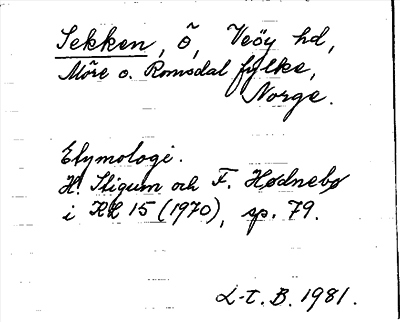 Sekken, ö, Veöy hd,
Möre o. Romsdal fylke,
Norge.
Etymologi.
H. Stigum och F. Hødnebø
i KL 15 (1970), sp. 79.
L-t. B. 1981.